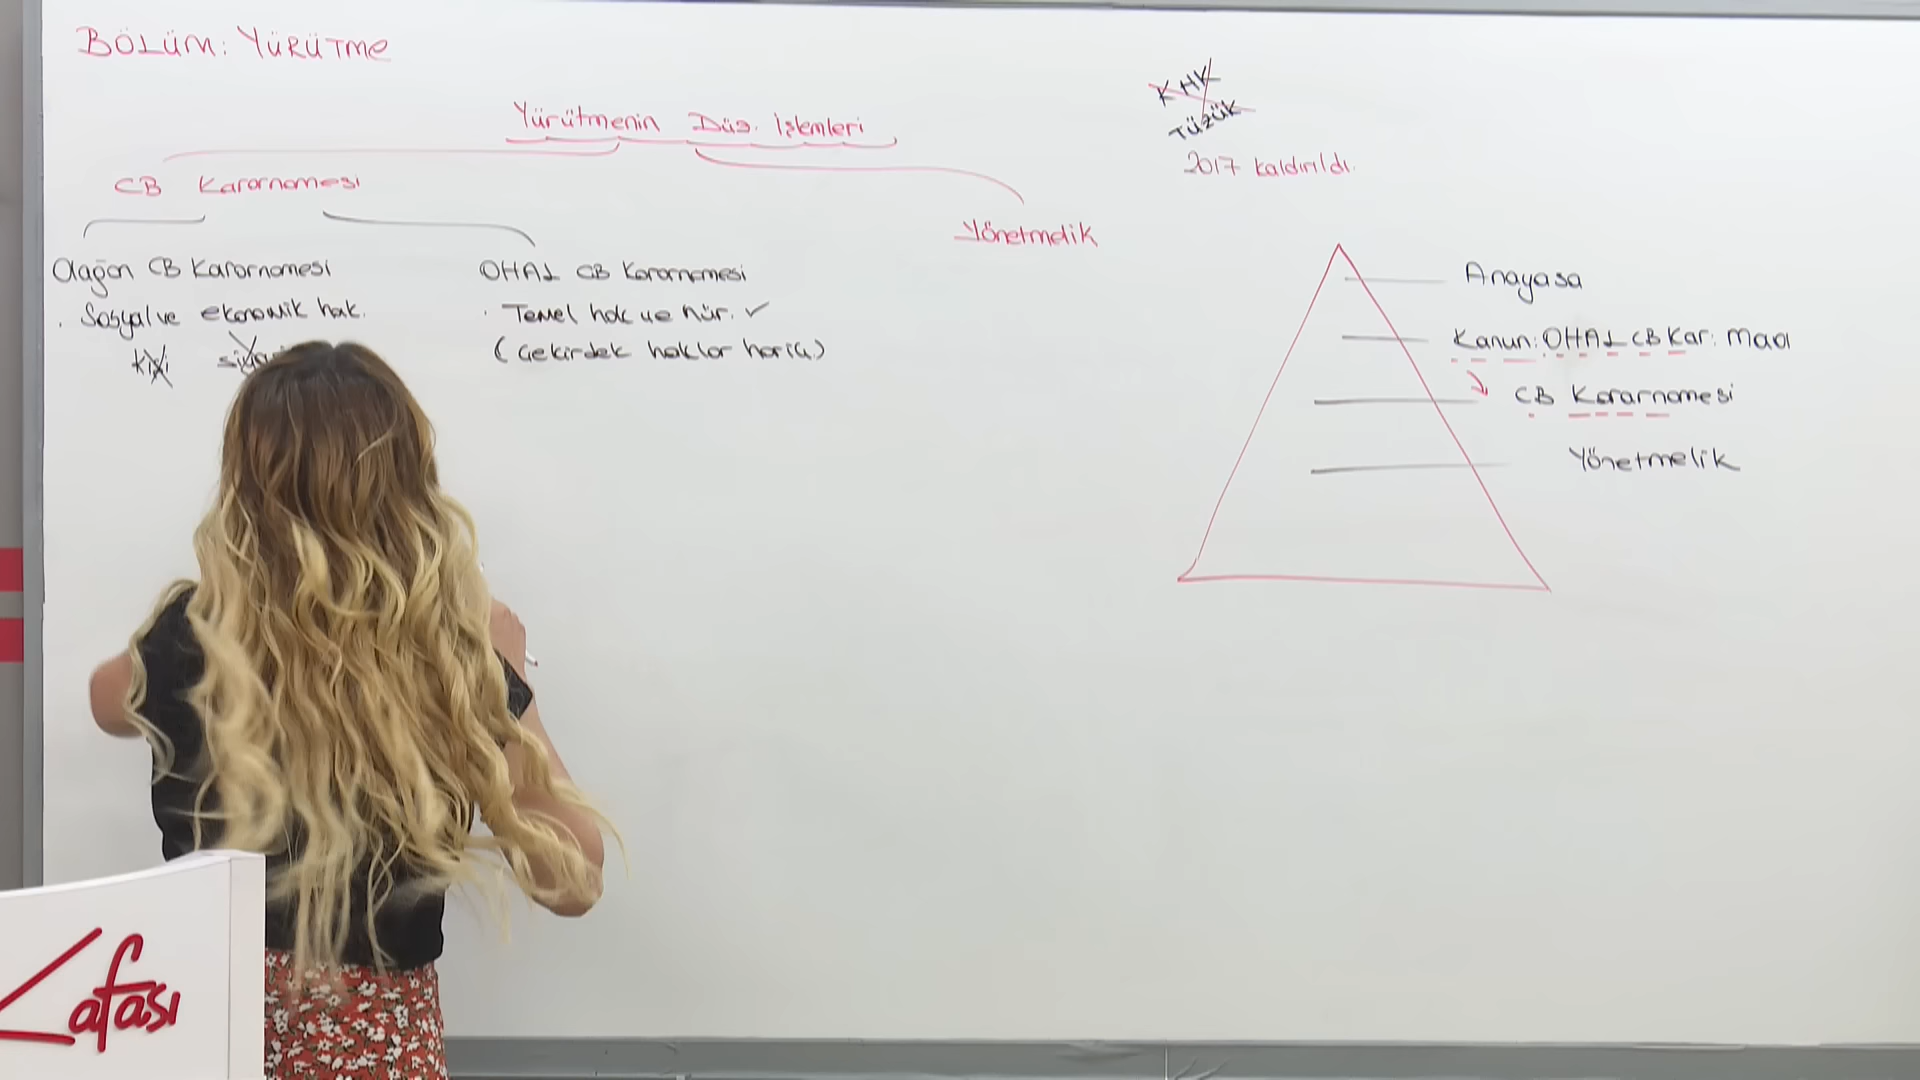 BÖLÜM: YÜRÜTME
Yürütmenin Düz. İşlemleri
CB Kararnamesi
Yönetmelik
Olağan CB Kararnamesi
. Sosyal ve ekonomik hak.
Kişi
OHAL CB Kararnamesi
. Temel hak ve hür. ✓
(Çekirdek haklar hariç)
KHK
TÜZÜK
2017 kaldırıldı.
Anayasa
Kanun: OHAL CB Kar.
CB Kararnamesi
Yönetmelik
Kafası